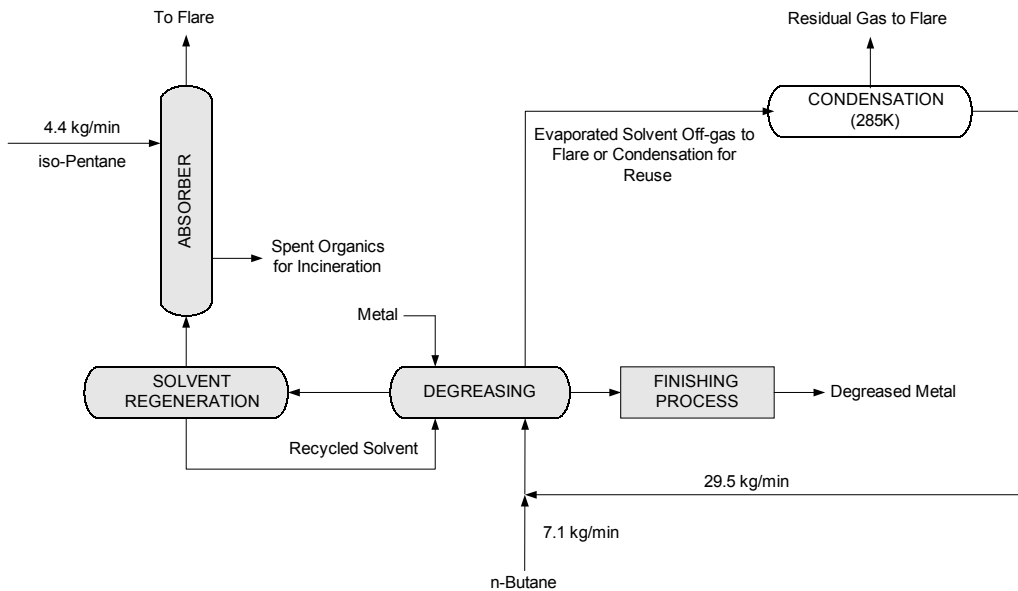 To Flare
Residual Gas to Flare
CONDENSATION
(285K)
4.4 kg/min
iso-Pentane
ABSORBER
Evaporated Solvent Off-gas to
Flare or Condensation for
Reuse
Spent Organics
for Incineration
Metal
SOLVENT
REGENERATION
DEGREASING
FINISHING
PROCESS
Degreased Metal
Recycled Solvent
29.5 kg/min
7.1 kg/min
n-Butane